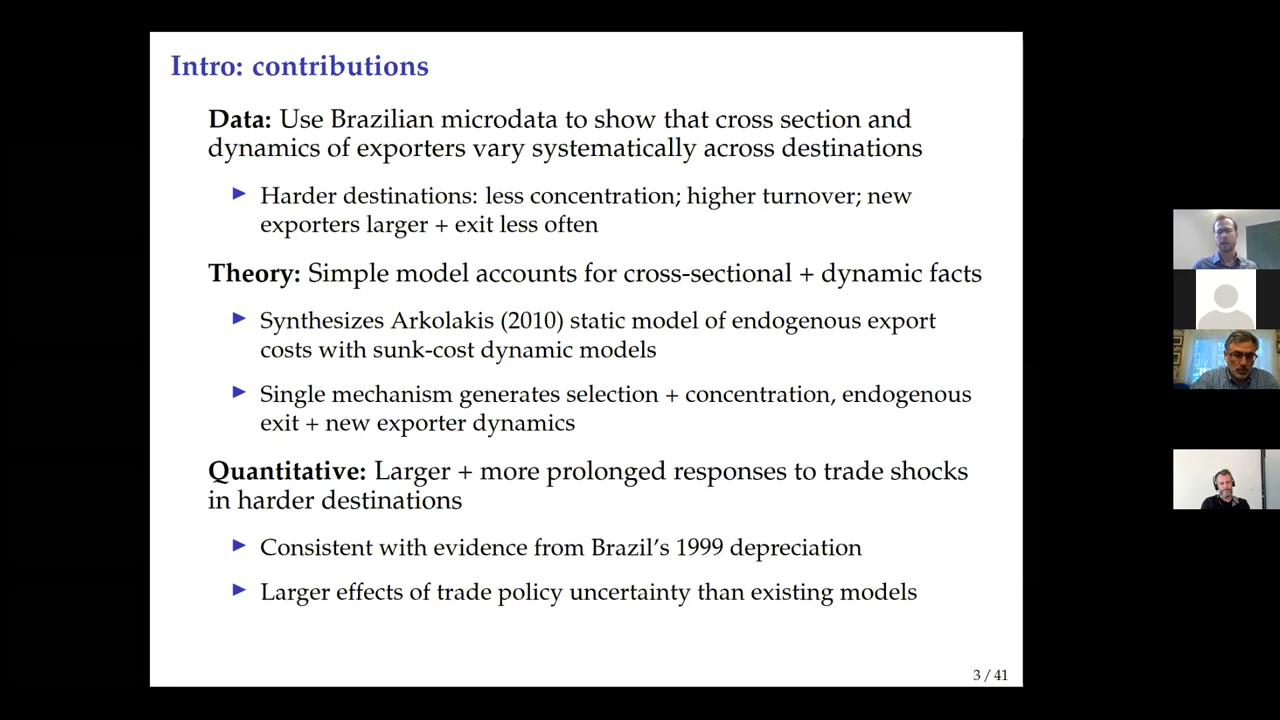 Intro: contributions
Data: Use Brazilian microdata to show that cross section and
dynamics of exporters vary systematically across destinations
▶ Harder destinations: less concentration; higher turnover; new
exporters larger + exit less often
Theory: Simple model accounts for cross-sectional + dynamic facts
▶ Synthesizes Arkolakis (2010) static model of endogenous export
costs with sunk-cost dynamic models
▶ Single mechanism generates selection + concentration, endogenous
exit + new exporter dynamics
Quantitative: Larger + more prolonged responses to trade shocks
in harder destinations
▶ Consistent with evidence from Brazil's 1999 depreciation
▶ Larger effects of trade policy uncertainty than existing models
3 / 41